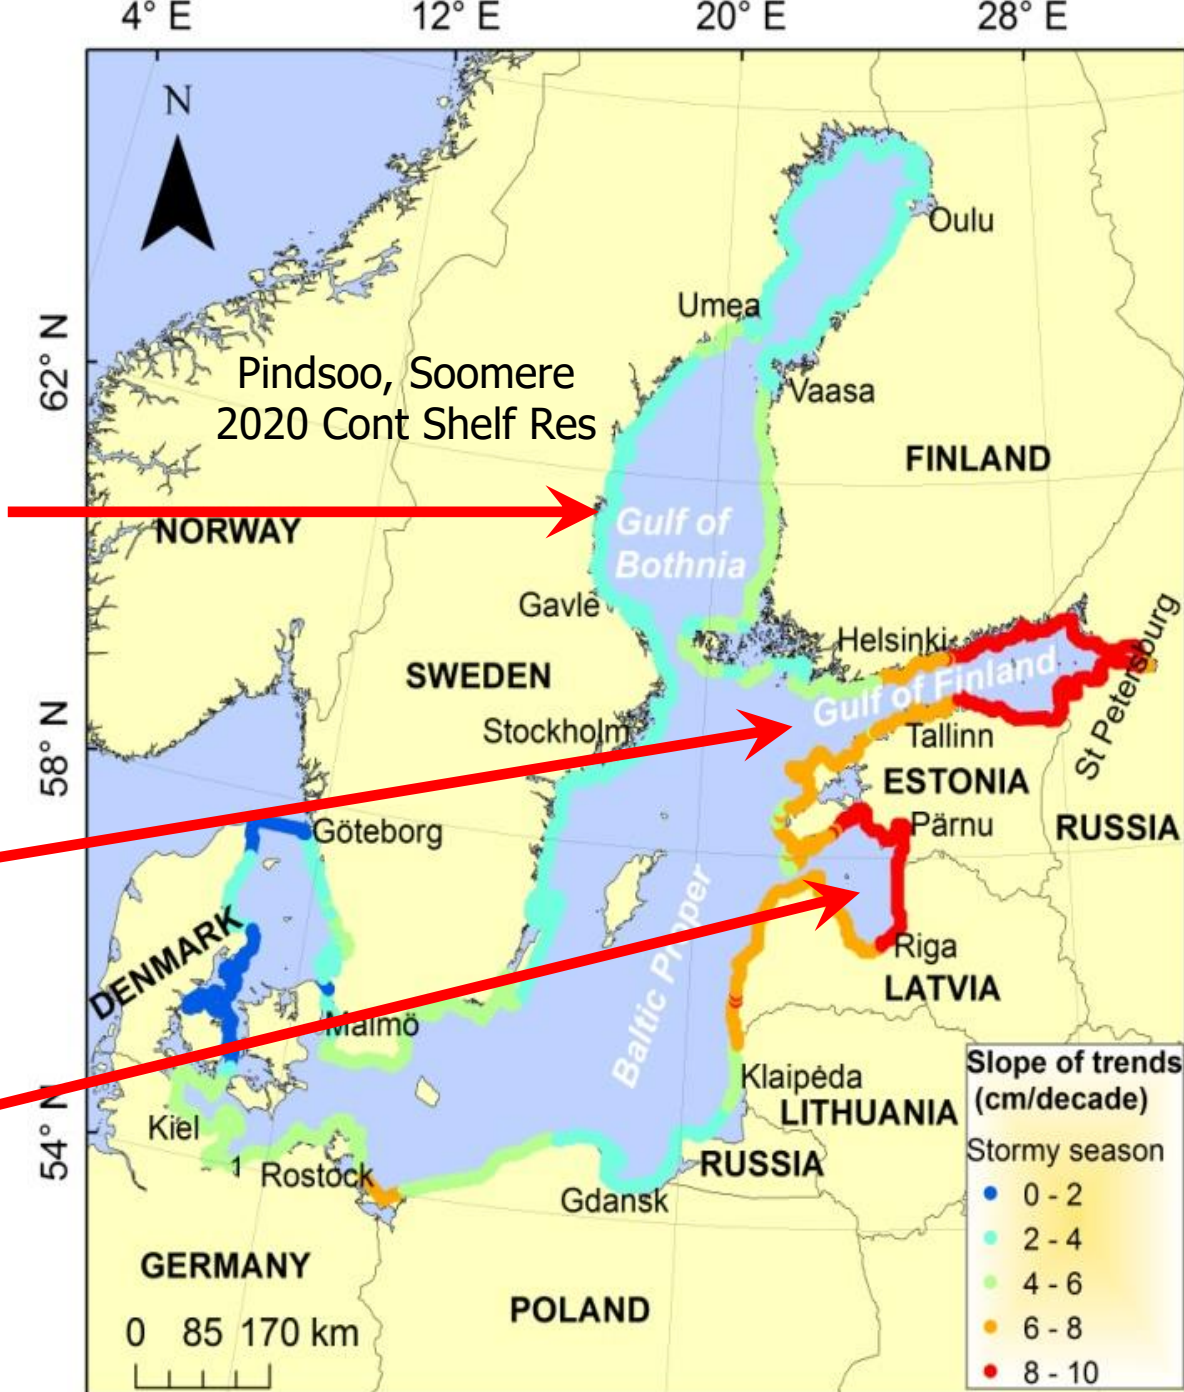 4° E
12° E
20° E
28° E
N
62° N
58° N
54° N
Oulu
Umea
Pindsoo, Soomere
2020 Cont Shelf Res
Vaasa
FINLAND
NORWAY
Gulf of
Bothnia
Gavle
Helsinki
SWEDEN
Gulf of Finland
St Petersburg
Stockholm
Tallinn
ESTONIA
Göteborg
Pärnu
RUSSIA
DENMARK
Baltic Proper
Riga
LATVIA
Malmö
Klaipėda
LITHUANIA
Kiel
1
Rostock
RUSSIA
Gdansk
GERMANY
POLAND
0 85 170 km
Slope of trends
(cm/decade)
Stormy season
0 - 2
2 - 4
4 - 6
6 - 8
8 - 10